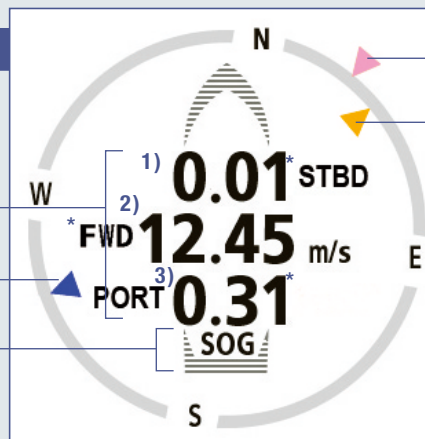 N
1) 0.01* STBD
W
2)
* FWD 12.45 m/s
E
3)
PORT 0.31*
SOG
S